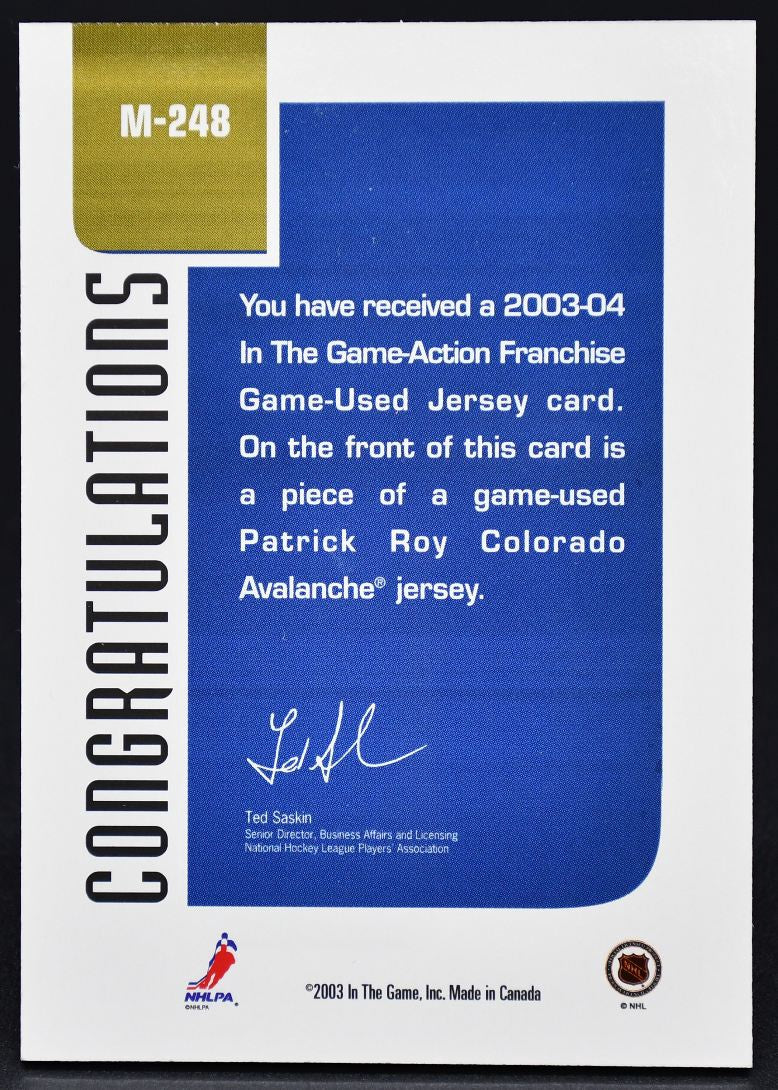 M-248
CONGRATULATIONS
You have received a 2003-04
In The Game-Action Franchise
Game-Used Jersey card.
On the front of this card is
a piece of a game-used
Patrick Roy Colorado
Avalanche® jersey.
Ted Saskin
Senior Director, Business Affairs and Licensing
National Hockey League Players' Association
NHLPA
©NHLPA
©2003 In The Game, Inc. Made in Canada
NHL
© NHL